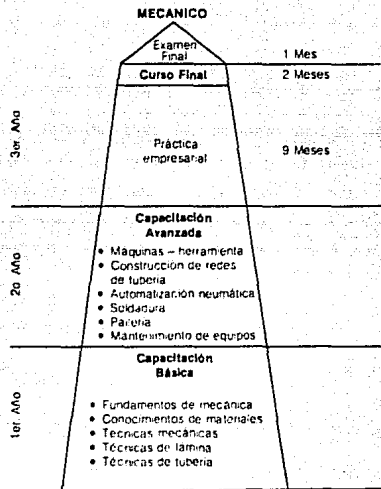 MECANICO
Examen
Final
1 Mes
Curso Final
2 Meses
3er. Año
Práctica
empresarial
9 Meses
2o. Año
Capacitación
Avanzada
• Máquinas – herramienta
• Construcción de redes
de tubería
• Automatización neumática
• Soldadura
• Pailería
• Mantenimiento de equipos
1er. Año
Capacitación
Básica
• Fundamentos de mecánica
• Conocimientos de materiales
• Técnicas mecánicas
• Técnicas de lámina
• Técnicas de tubería